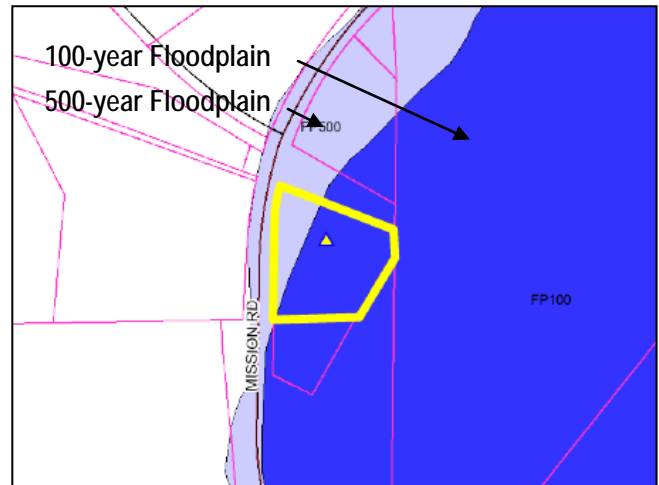 100-year Floodplain
500-year Floodplain
FP500
FP100
MISSION RD